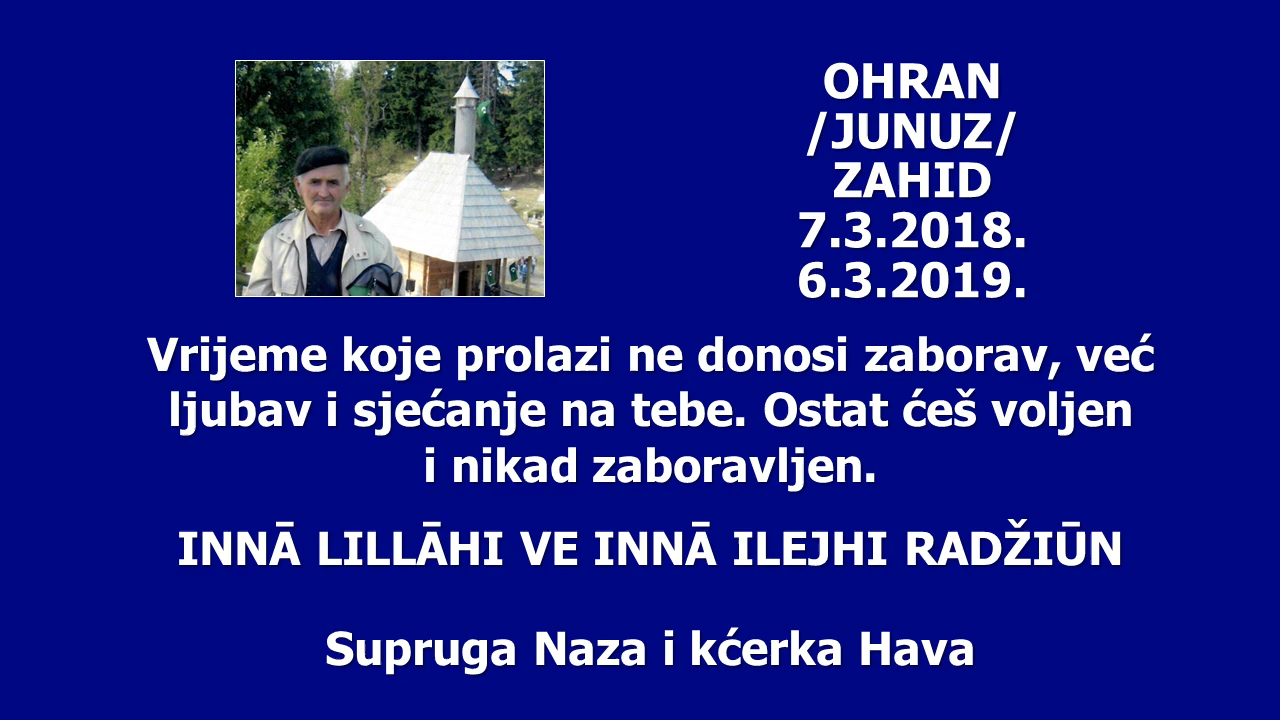 OHRAN
/JUNUZ/
ZAHID
7.3.2018.
6.3.2019.
Vrijeme koje prolazi ne donosi zaborav, već
ljubav i sjećanje na tebe. Ostat ćeš voljen
i nikad zaboravljen.
INNĀ LILLĀHI VE INNĀ ILEJHI RADŽIŪN
Supruga Naza i kćerka Hava